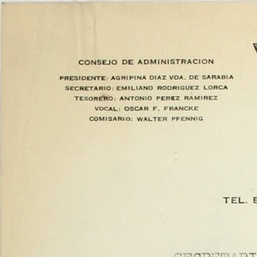 CONSEJO DE ADMINISTRACION
PRESIDENTE: AGRIPINA DIAZ VDA. DE SARABIA
SECRETARIO: EMILIANO RODRIGUEZ LORCA
TESORERO: ANTONIO PEREZ RAMIREZ
VOCAL: OSCAR F. FRANCKE
COMISARIO: WALTER PFENNIG
TEL.